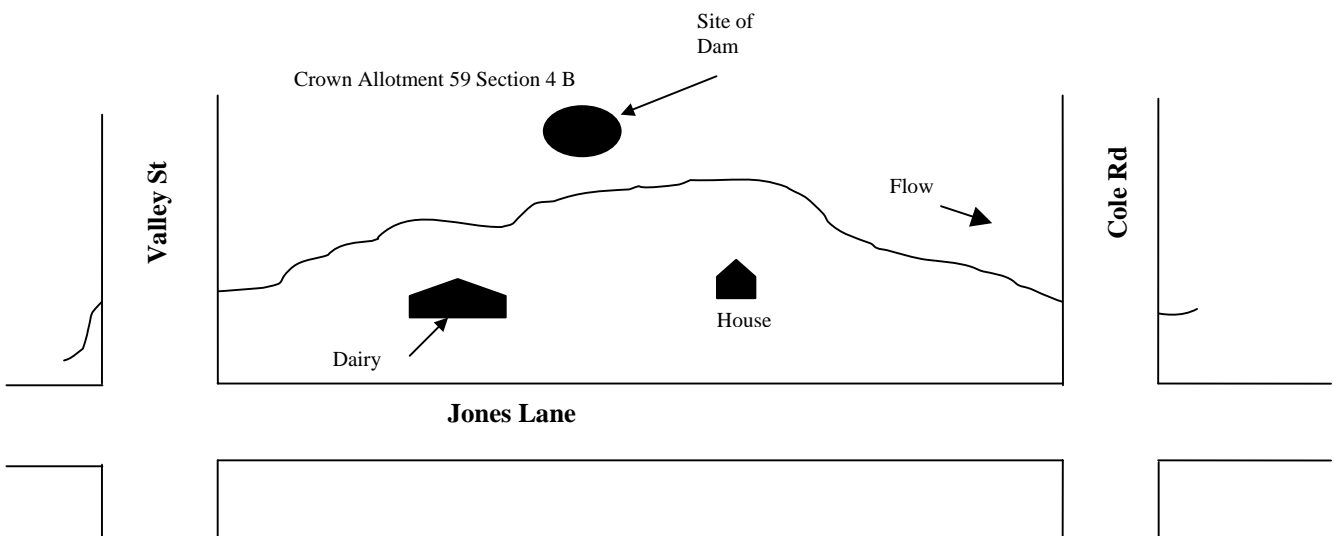 Site of
Dam
Crown Allotment 59 Section 4 B
Valley St
Flow
Cole Rd
House
Dairy
Jones Lane